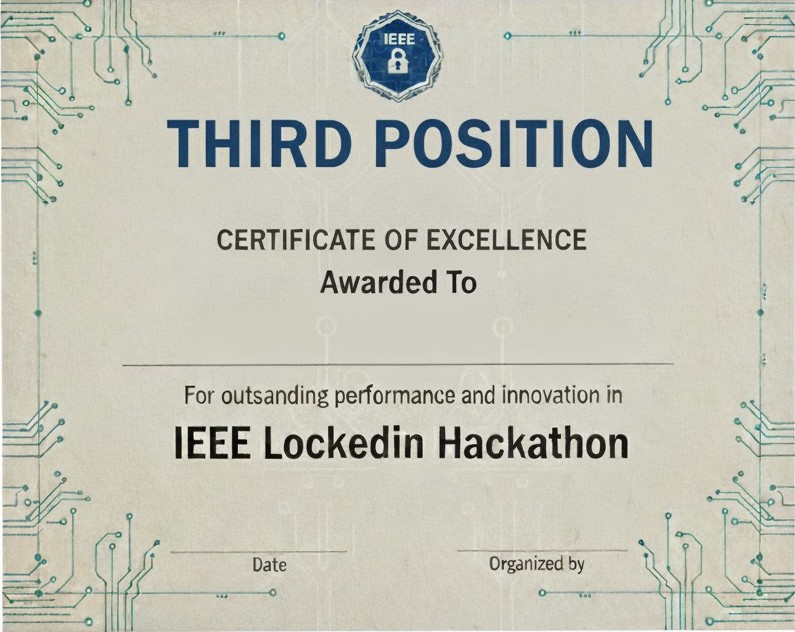 IEEE
THIRD POSITION
CERTIFICATE OF EXCELLENCE
Awarded To
For outsanding performance and innovation in
IEEE Lockedin Hackathon
Date
Organized by